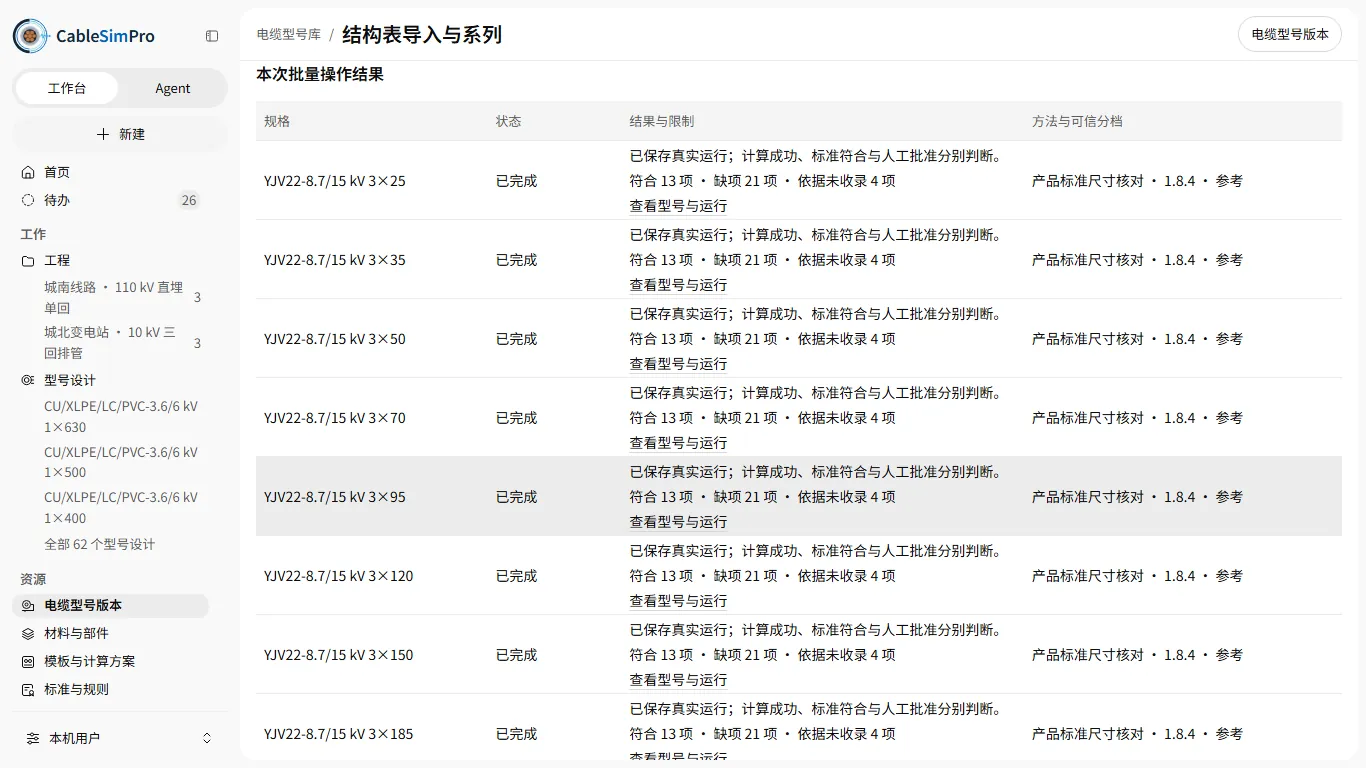 CableSimPro
工作台
Agent
新建
首页
待办
26
工作
工程
城南线路 · 110 kV 直埋
单回
3
城北变电站 · 10 kV 三
回排管
3
型号设计
CU/XLPE/LC/PVC-3.6/6 kV
1×630
CU/XLPE/LC/PVC-3.6/6 kV
1×500
CU/XLPE/LC/PVC-3.6/6 kV
1×400
全部 62 个型号设计
资源
电缆型号版本
材料与部件
模板与计算方案
标准与规则
本机用户
电缆型号库 / 结构表导入与系列
电缆型号版本
本次批量操作结果
规格 状态 结果与限制 方法与可信分档
已保存真实运行；计算成功、标准符合与人工批准分别判断。
YJV22-8.7/15 kV 3×25 已完成 符合 13 项 · 缺项 21 项 · 依据未收录 4 项 产品标准尺寸核对 · 1.8.4 · 参考
查看型号与运行
已保存真实运行；计算成功、标准符合与人工批准分别判断。
YJV22-8.7/15 kV 3×35 已完成 符合 13 项 · 缺项 21 项 · 依据未收录 4 项 产品标准尺寸核对 · 1.8.4 · 参考
查看型号与运行
已保存真实运行；计算成功、标准符合与人工批准分别判断。
YJV22-8.7/15 kV 3×50 已完成 符合 13 项 · 缺项 21 项 · 依据未收录 4 项 产品标准尺寸核对 · 1.8.4 · 参考
查看型号与运行
已保存真实运行；计算成功、标准符合与人工批准分别判断。
YJV22-8.7/15 kV 3×70 已完成 符合 13 项 · 缺项 21 项 · 依据未收录 4 项 产品标准尺寸核对 · 1.8.4 · 参考
查看型号与运行
已保存真实运行；计算成功、标准符合与人工批准分别判断。
YJV22-8.7/15 kV 3×95 已完成 符合 13 项 · 缺项 21 项 · 依据未收录 4 项 产品标准尺寸核对 · 1.8.4 · 参考
查看型号与运行
已保存真实运行；计算成功、标准符合与人工批准分别判断。
YJV22-8.7/15 kV 3×120 已完成 符合 13 项 · 缺项 21 项 · 依据未收录 4 项 产品标准尺寸核对 · 1.8.4 · 参考
查看型号与运行
已保存真实运行；计算成功、标准符合与人工批准分别判断。
YJV22-8.7/15 kV 3×150 已完成 符合 13 项 · 缺项 21 项 · 依据未收录 4 项 产品标准尺寸核对 · 1.8.4 · 参考
查看型号与运行
已保存真实运行；计算成功、标准符合与人工批准分别判断。
YJV22-8.7/15 kV 3×185 已完成 符合 13 项 · 缺项 21 项 · 依据未收录 4 项 产品标准尺寸核对 · 1.8.4 · 参考
查看型号与运行